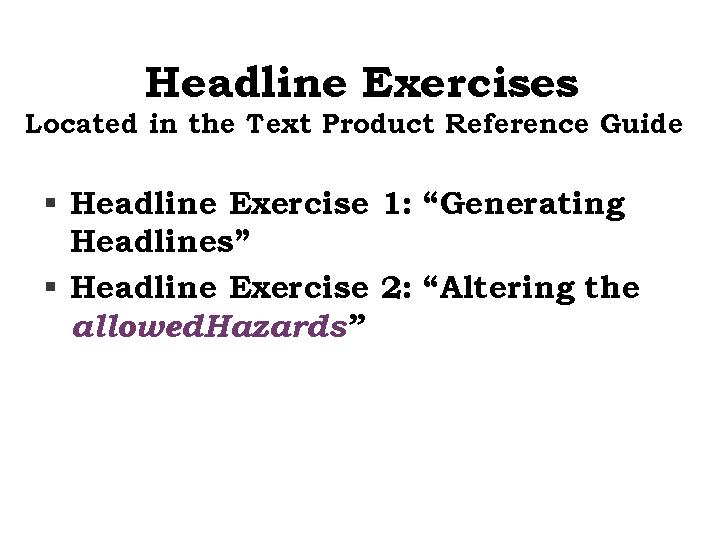 Headline Exercises
Located in the Text Product Reference Guide
▪ Headline Exercise 1: “Generating
Headlines”
▪ Headline Exercise 2: “Altering the
allowed.Hazards”